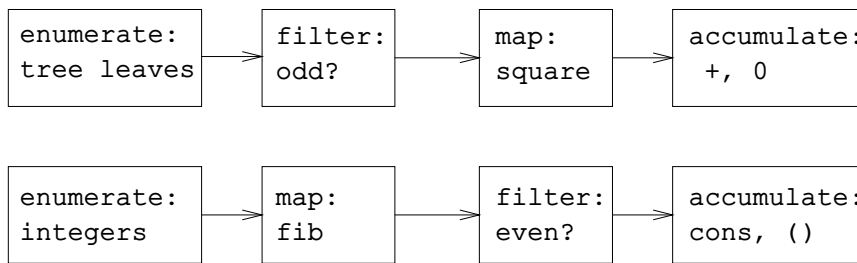 enumerate:
tree leaves
filter:
odd?
map:
square
accumulate:
+, 0
enumerate:
integers
map:
fib
filter:
even?
accumulate:
cons, ()